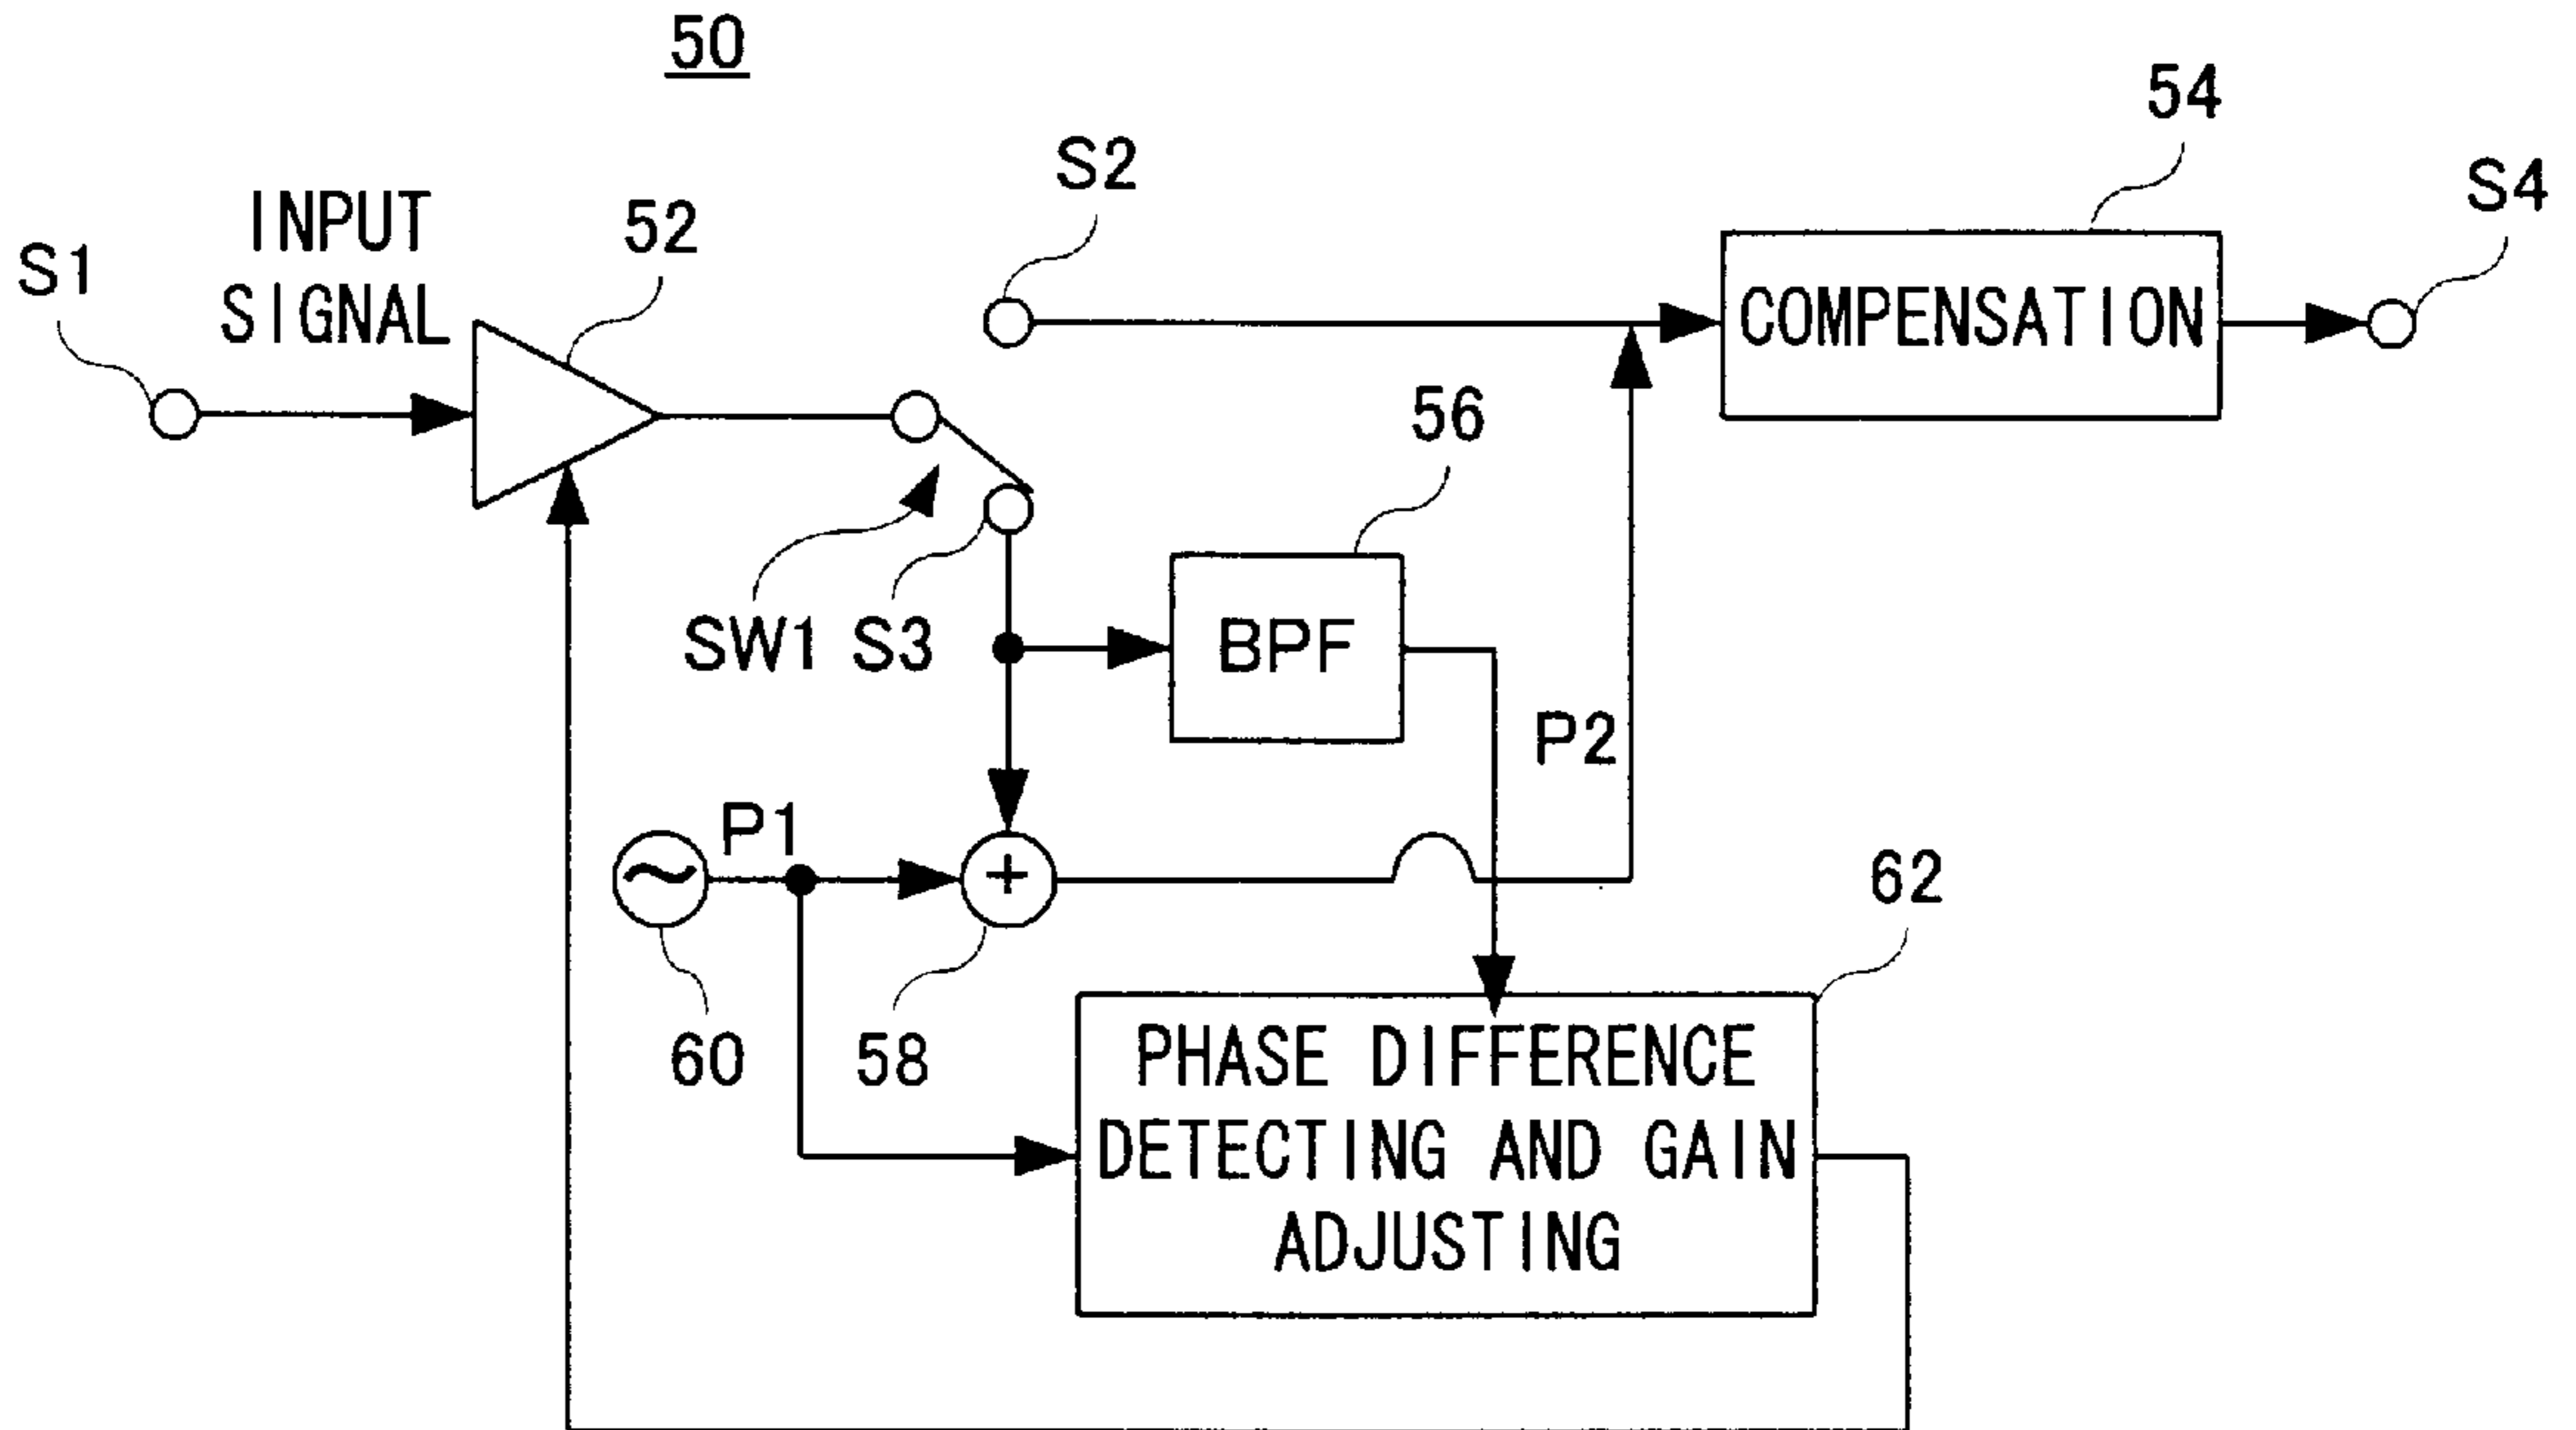 50
54
S2
S4
INPUT
SIGNAL
52
S1
COMPENSATION
56
SW1
S3
BPF
P2
P1
+
62
60
58
PHASE DIFFERENCE
DETECTING AND GAIN
ADJUSTING